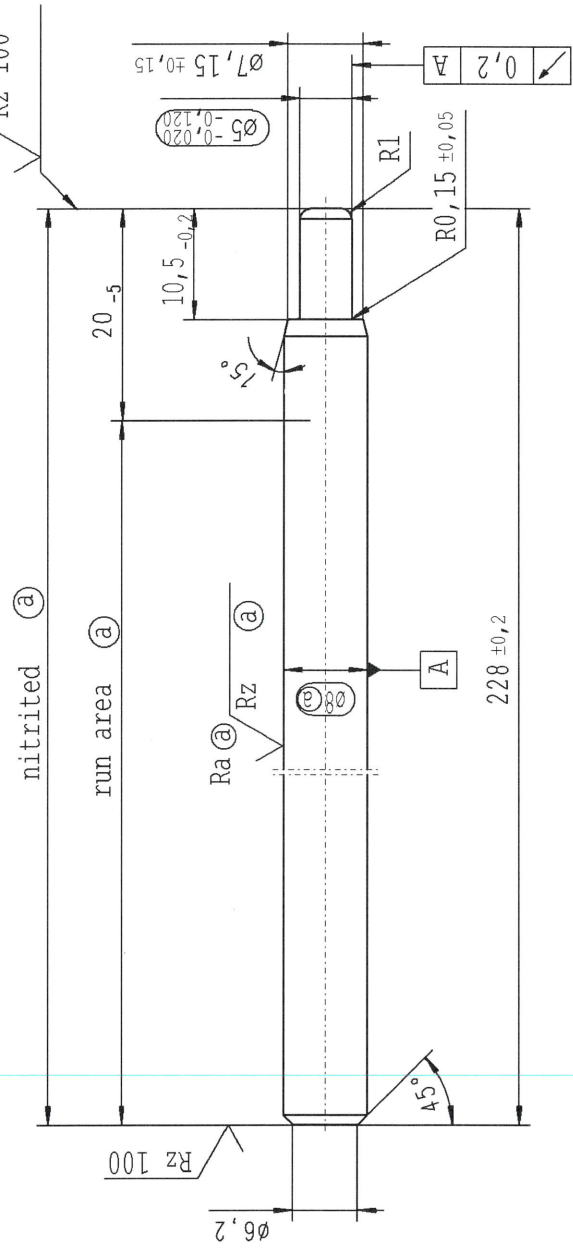 Rz 100
nitrited ⓐ
run area ⓐ
20 -5
10,5 -0,2
Ø7,15 ±0,15
Ø5 -0,020
-0,120
↗ 0,2 A
R1
R0,15 ±0,05
15°
Ra ⓐ
Rz ⓐ
Ø8 ⓐ
A
228 ±0,2
45°
Rz 100
Ø6,2